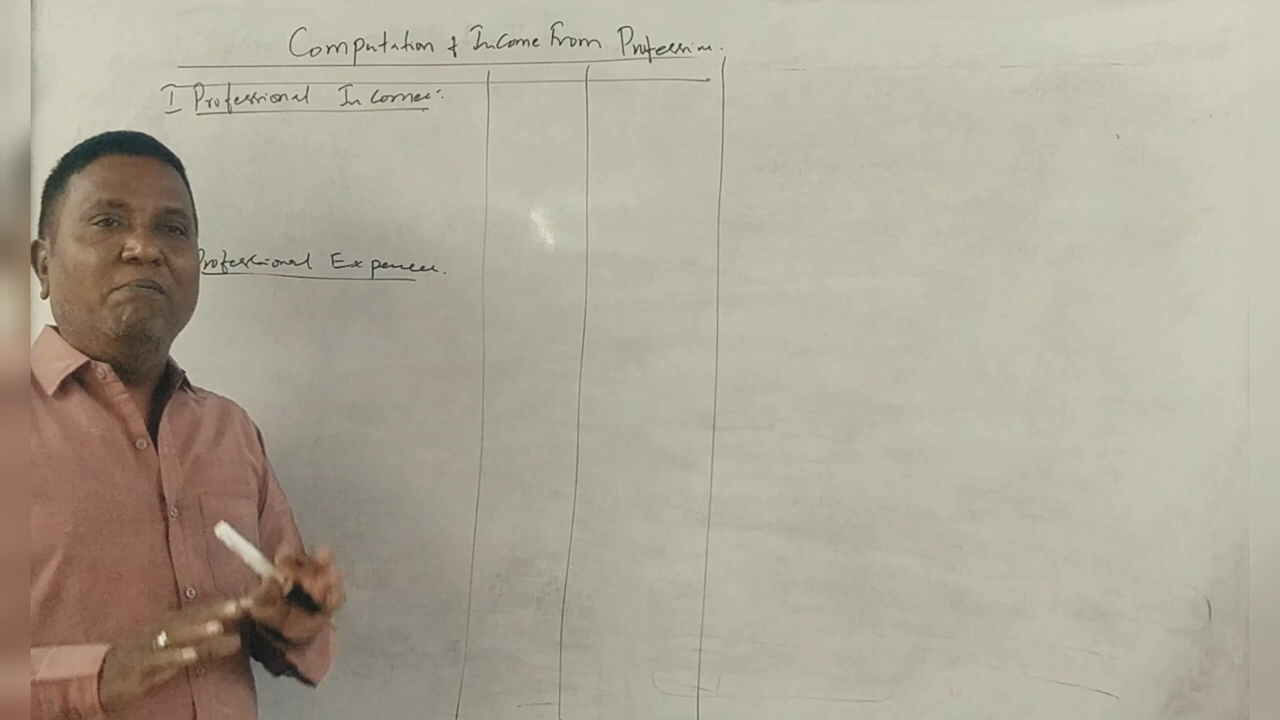 Computation of Income From Profession.
I Professional Incomes:
Professional Expenses.